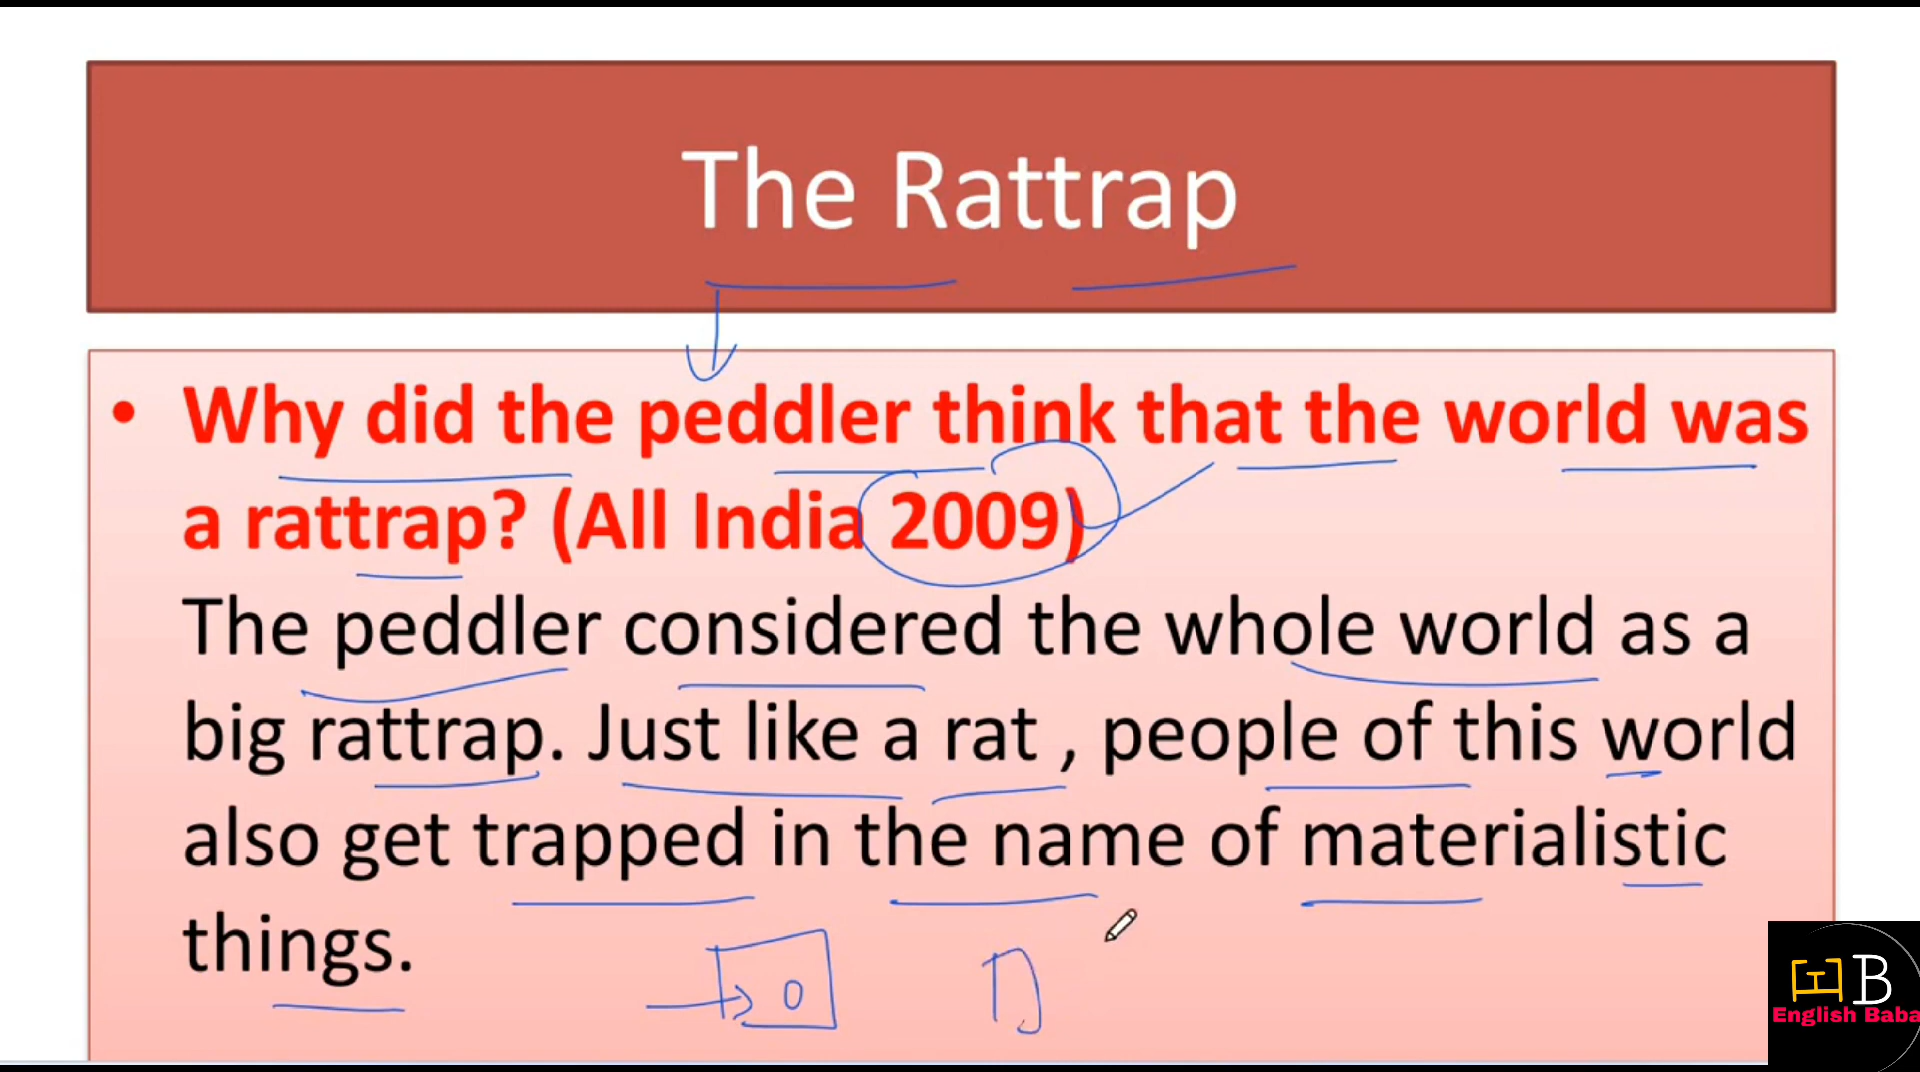 The Rattrap
• Why did the peddler think that the world was
a rattrap? (All India 2009)
The peddler considered the whole world as a
big rattrap. Just like a rat , people of this world
also get trapped in the name of materialistic
things.
B
English Baba